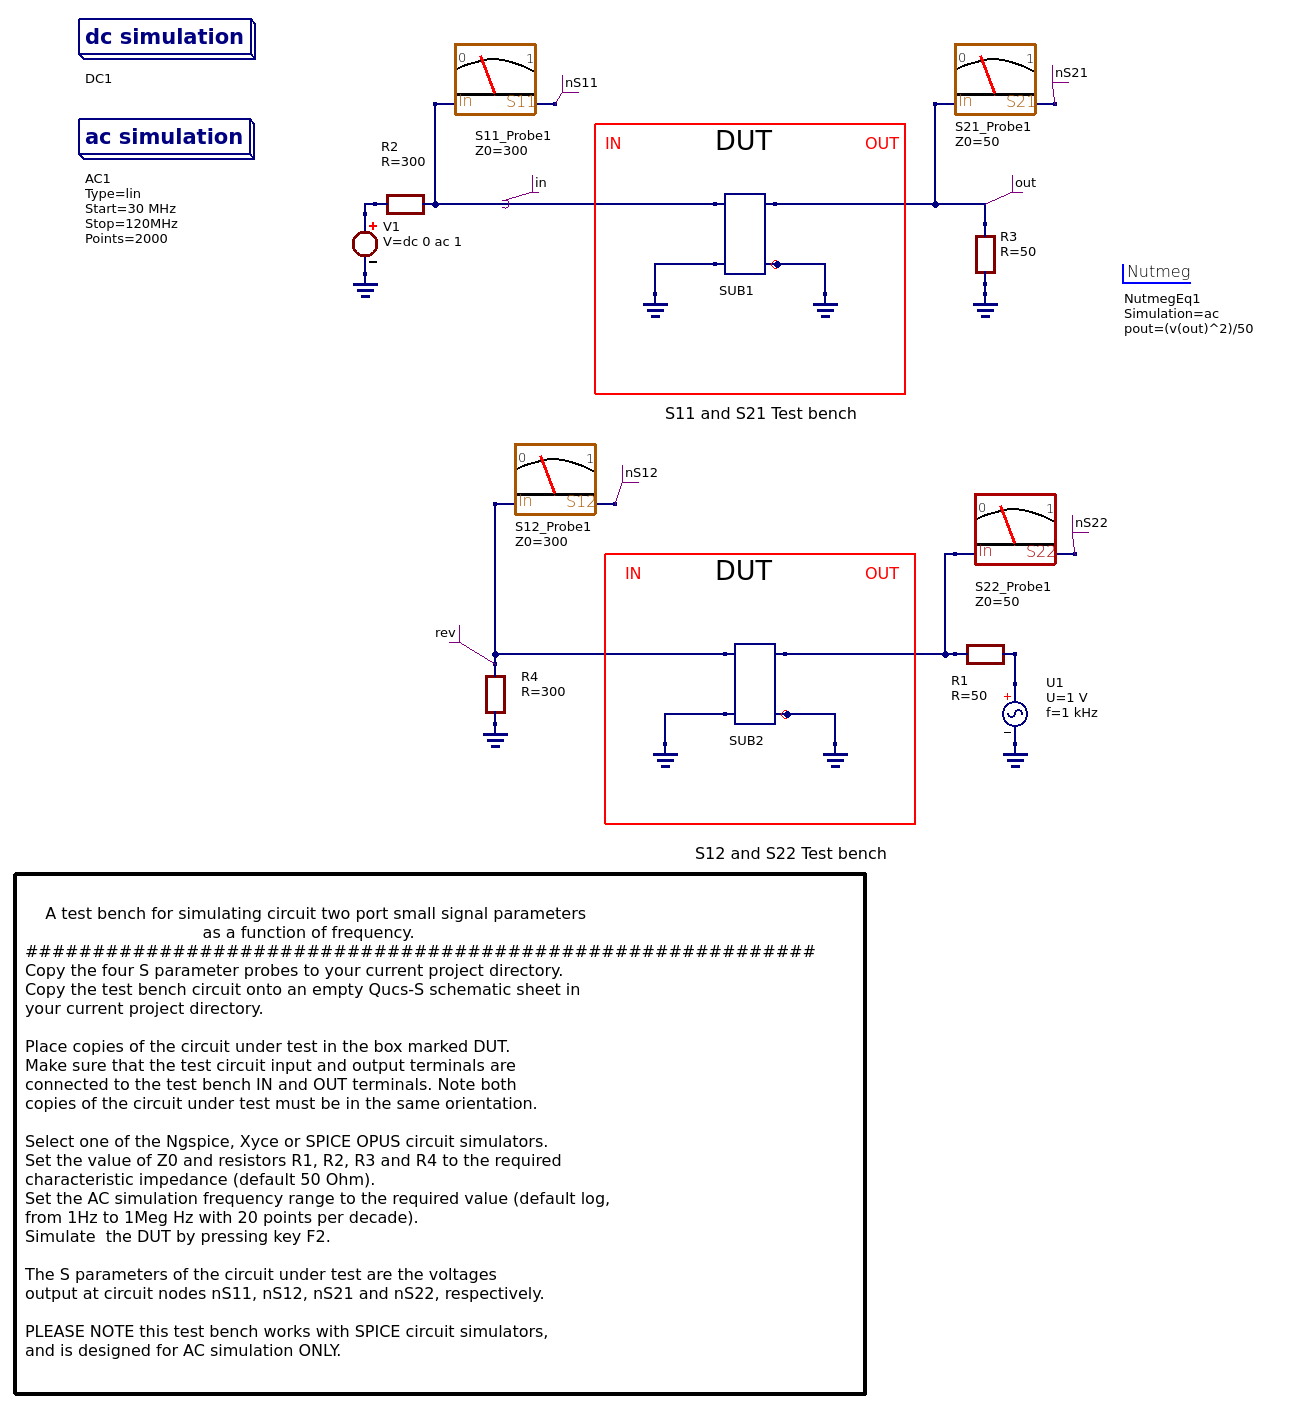 dc simulation
DC1
ac simulation
AC1
Type=lin
Start=30 MHz
Stop=120MHz
Points=2000
0 1
In S11
nS11
S11_Probe1
Z0=300
R2
R=300
in
V1
V=dc 0 ac 1
+
−
IN
DUT
OUT
SUB1
0 1
In S21
nS21
S21_Probe1
Z0=50
out
R3
R=50
Nutmeg
NutmegEq1
Simulation=ac
pout=(v(out)^2)/50
S11 and S21 Test bench
0 1
In S12
nS12
S12_Probe1
Z0=300
rev
R4
R=300
IN
DUT
OUT
SUB2
0 1
In S22
nS22
S22_Probe1
Z0=50
R1
R=50
U1
U=1 V
f=1 kHz
+
−
S12 and S22 Test bench
A test bench for simulating circuit two port small signal parameters
as a function of frequency.
###########################################################
Copy the four S parameter probes to your current project directory.
Copy the test bench circuit onto an empty Qucs-S schematic sheet in
your current project directory.
Place copies of the circuit under test in the box marked DUT.
Make sure that the test circuit input and output terminals are
connected to the test bench IN and OUT terminals. Note both
copies of the circuit under test must be in the same orientation.
Select one of the Ngspice, Xyce or SPICE OPUS circuit simulators.
Set the value of Z0 and resistors R1, R2, R3 and R4 to the required
characteristic impedance (default 50 Ohm).
Set the AC simulation frequency range to the required value (default log,
from 1Hz to 1Meg Hz with 20 points per decade).
Simulate  the DUT by pressing key F2.
The S parameters of the circuit under test are the voltages
output at circuit nodes nS11, nS12, nS21 and nS22, respectively.
PLEASE NOTE this test bench works with SPICE circuit simulators,
and is designed for AC simulation ONLY.